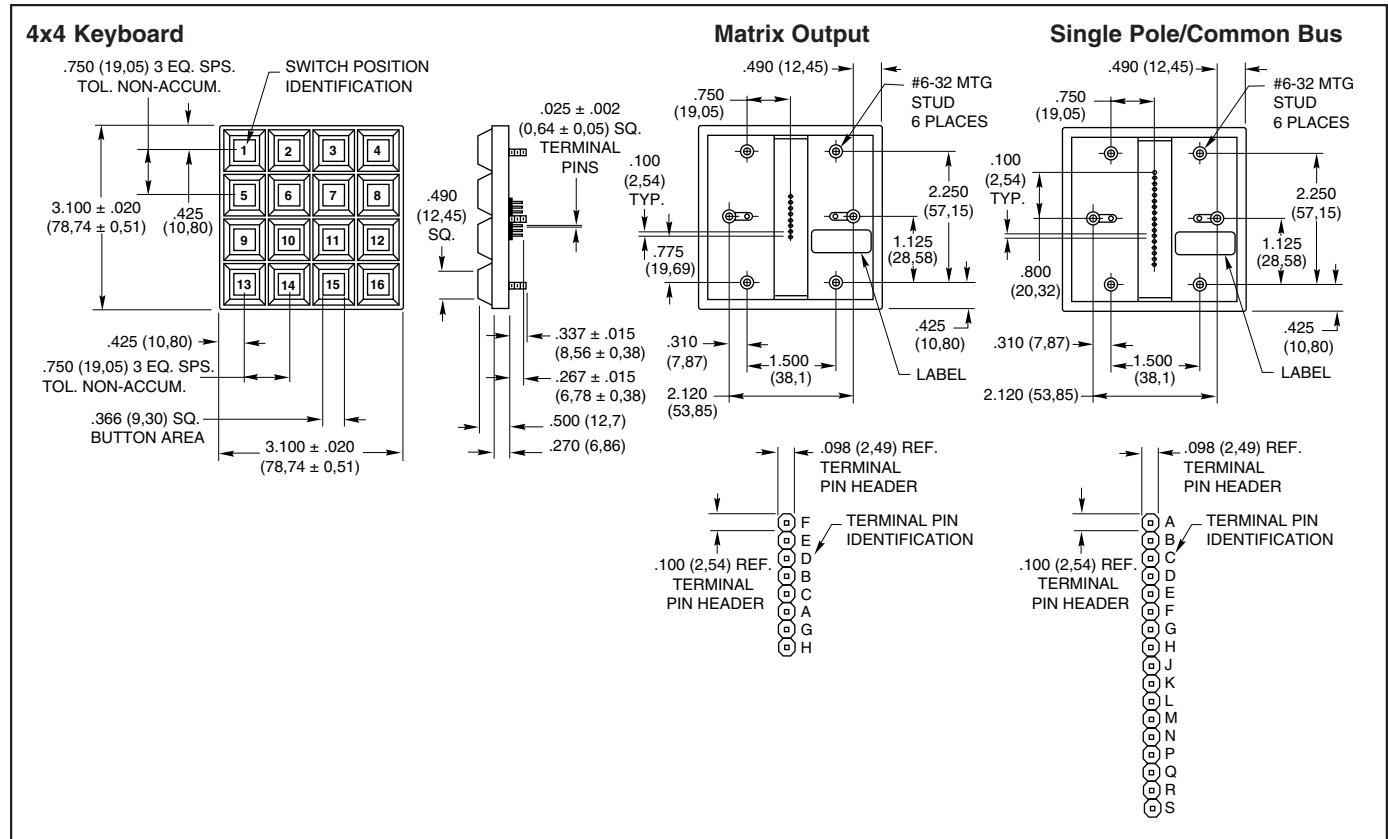 4x4 Keyboard
.750 (19,05) 3 EQ. SPS.
TOL. NON-ACCUM.
SWITCH POSITION
IDENTIFICATION
.025 ± .002
(0,64 ± 0,05) SQ.
TERMINAL
PINS
3.100 ± .020
(78,74 ± 0,51)
.425
(10,80)
1 2 3 4
5 6 7 8
9 10 11 12
13 14 15 16
.490
(12,45)
SQ.
.425 (10,80)
.750 (19,05) 3 EQ. SPS.
TOL. NON-ACCUM.
.366 (9,30) SQ.
BUTTON AREA
3.100 ± .020
(78,74 ± 0,51)
.337 ± .015
(8,56 ± 0,38)
.267 ± .015
(6,78 ± 0,38)
.500 (12,7)
.270 (6,86)
Matrix Output
.490 (12,45)
.750
(19,05)
#6-32 MTG
STUD
6 PLACES
.100
(2,54)
TYP.
2.250
(57,15)
1.125
(28,58)
.775
(19,69)
.425
(10,80)
.310
(7,87)
1.500
(38,1)
LABEL
2.120
(53,85)
.098 (2,49) REF.
TERMINAL
PIN HEADER
TERMINAL PIN
IDENTIFICATION
.100 (2,54) REF.
TERMINAL
PIN HEADER
F
E
D
B
C
A
G
H
Single Pole/Common Bus
.490 (12,45)
.750
(19,05)
#6-32 MTG
STUD
6 PLACES
.100
(2,54)
TYP.
2.250
(57,15)
1.125
(28,58)
.800
(20,32)
.425
(10,80)
.310 (7,87)
1.500
(38,1)
LABEL
2.120 (53,85)
.098 (2,49) REF.
TERMINAL
PIN HEADER
TERMINAL PIN
IDENTIFICATION
.100 (2,54) REF.
TERMINAL
PIN HEADER
A
B
C
D
E
F
G
H
J
K
L
M
N
P
Q
R
S